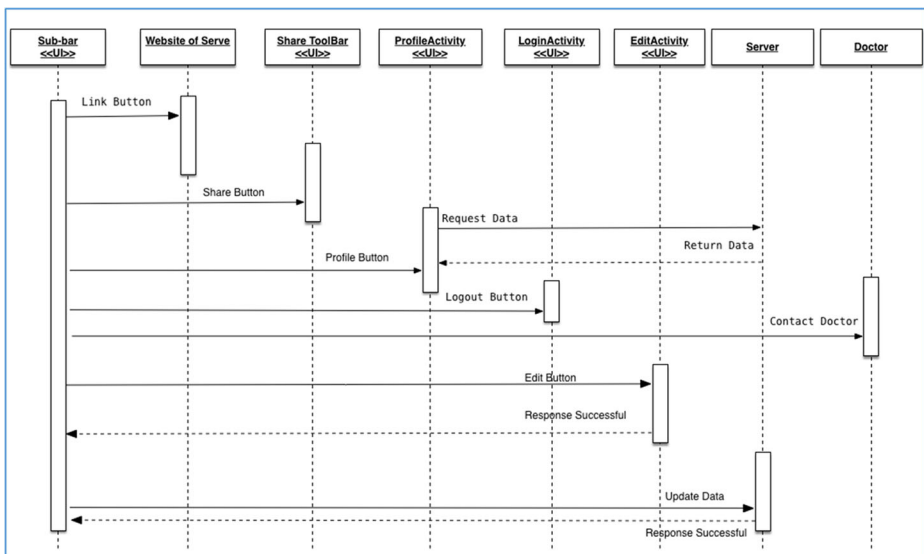 Sub-bar
<<UI>>
Website of Serve
Share ToolBar
<<UI>>
ProfileActivity
<<UI>>
LoginActivity
<<UI>>
EditActivity
<<UI>>
Server
Doctor
Link Button
Share Button
Request Data
Return Data
Profile Button
Logout Button
Contact Doctor
Edit Button
Response Successful
Update Data
Response Successful